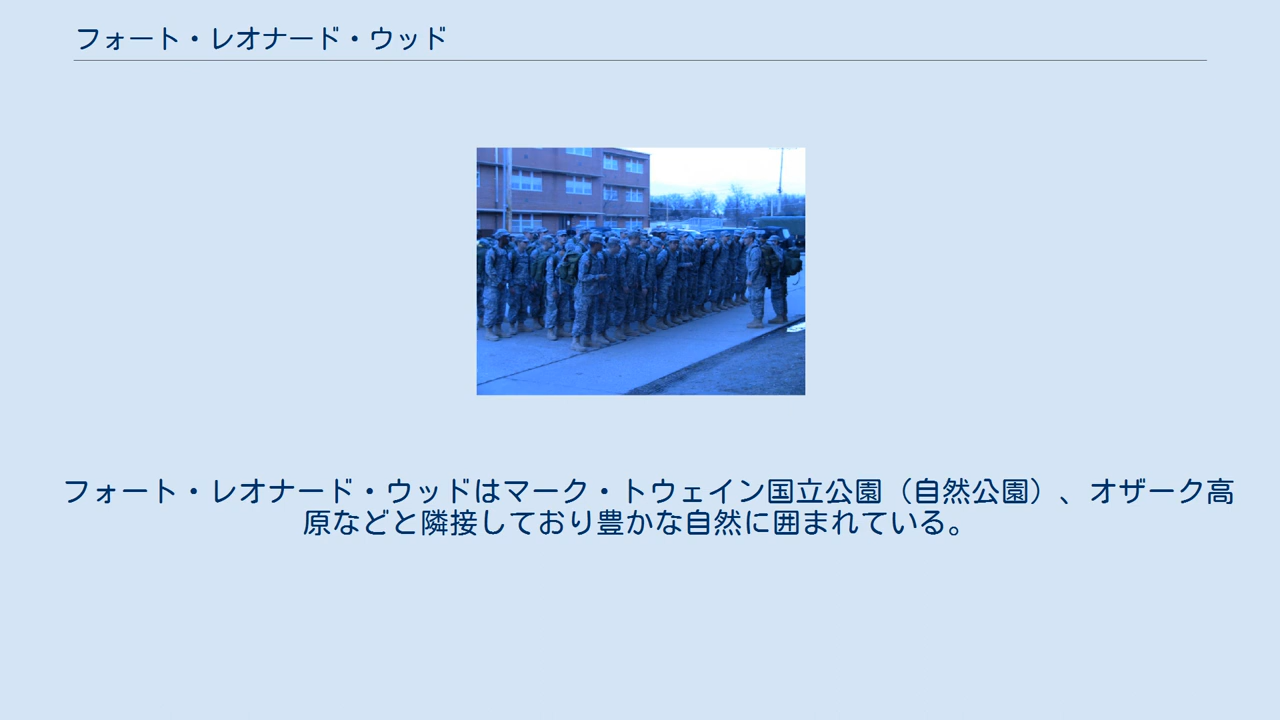 フォート・レオナード・ウッド
フォート・レオナード・ウッドはマーク・トウェイン国立公園（自然公園）、オザーク高
原などと隣接しており豊かな自然に囲まれている。